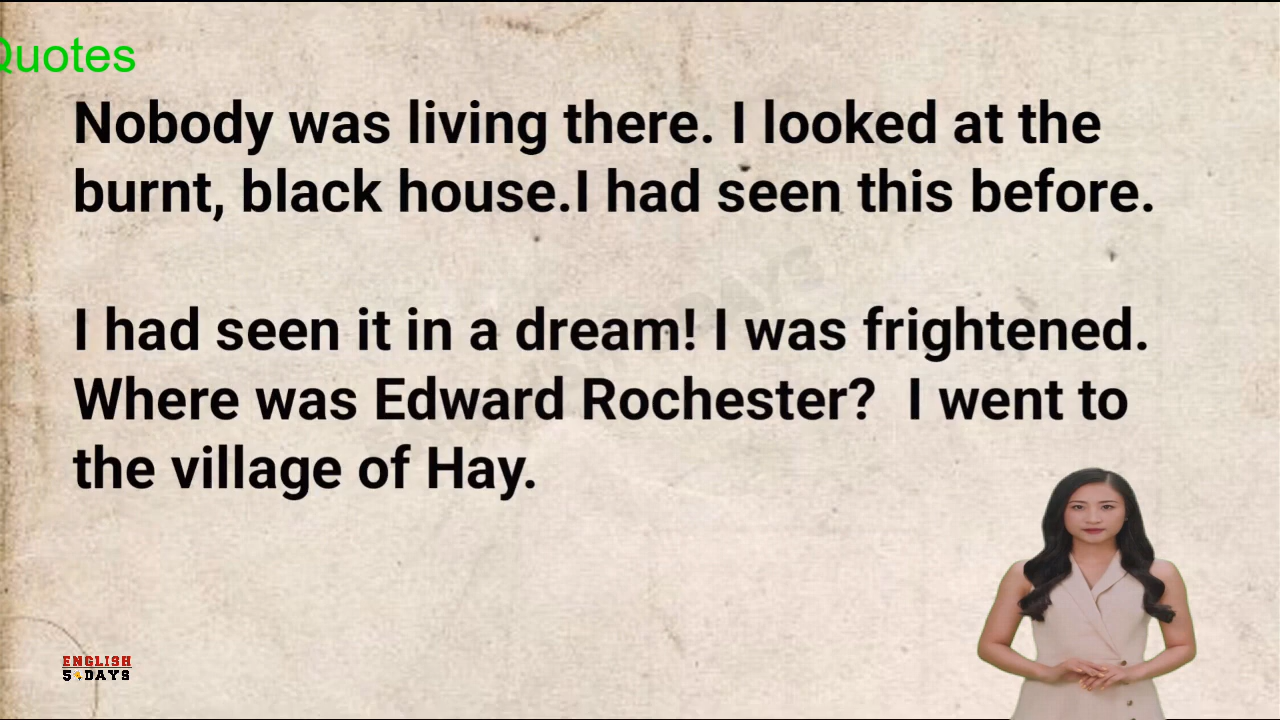 Quotes
Nobody was living there. I looked at the
burnt, black house.I had seen this before.
I had seen it in a dream! I was frightened.
Where was Edward Rochester? I went to
the village of Hay.
ENGLISH
5 DAYS